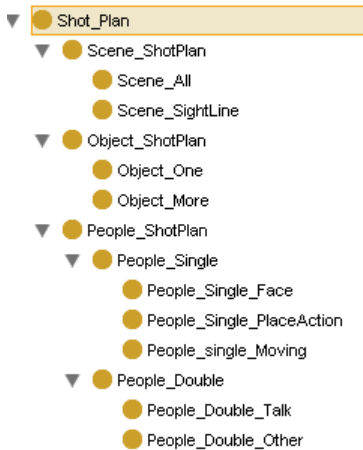 Shot_Plan
Scene_ShotPlan
Scene_All
Scene_SightLine
Object_ShotPlan
Object_One
Object_More
People_ShotPlan
People_Single
People_Single_Face
People_Single_PlaceAction
People_single_Moving
People_Double
People_Double_Talk
People_Double_Other